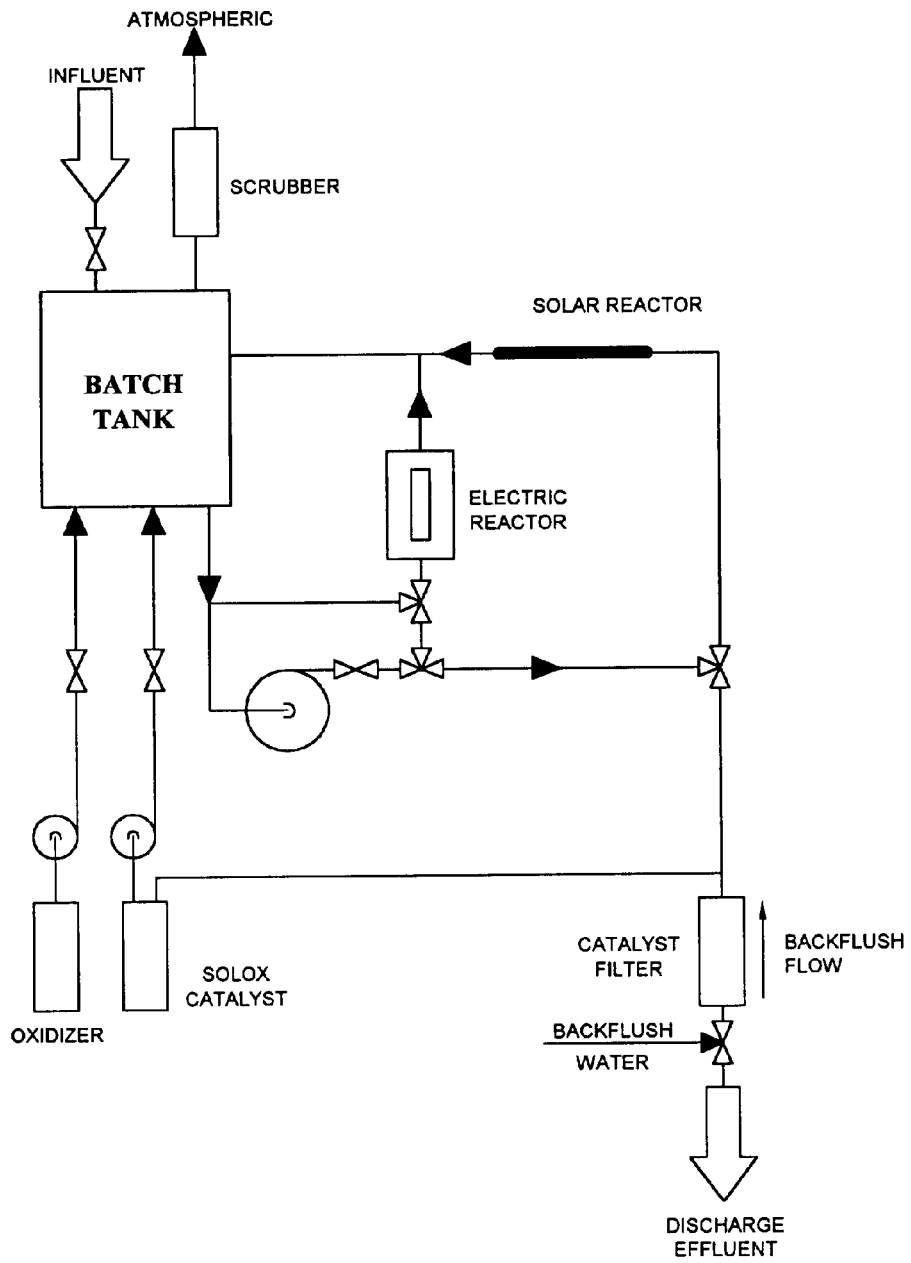 ATMOSPHERIC
INFLUENT
SCRUBBER
SOLAR REACTOR
BATCH
TANK
ELECTRIC
REACTOR
CATALYST
FILTER
BACKFLUSH
FLOW
SOLOX
CATALYST
OXIDIZER
BACKFLUSH
WATER
DISCHARGE
EFFLUENT